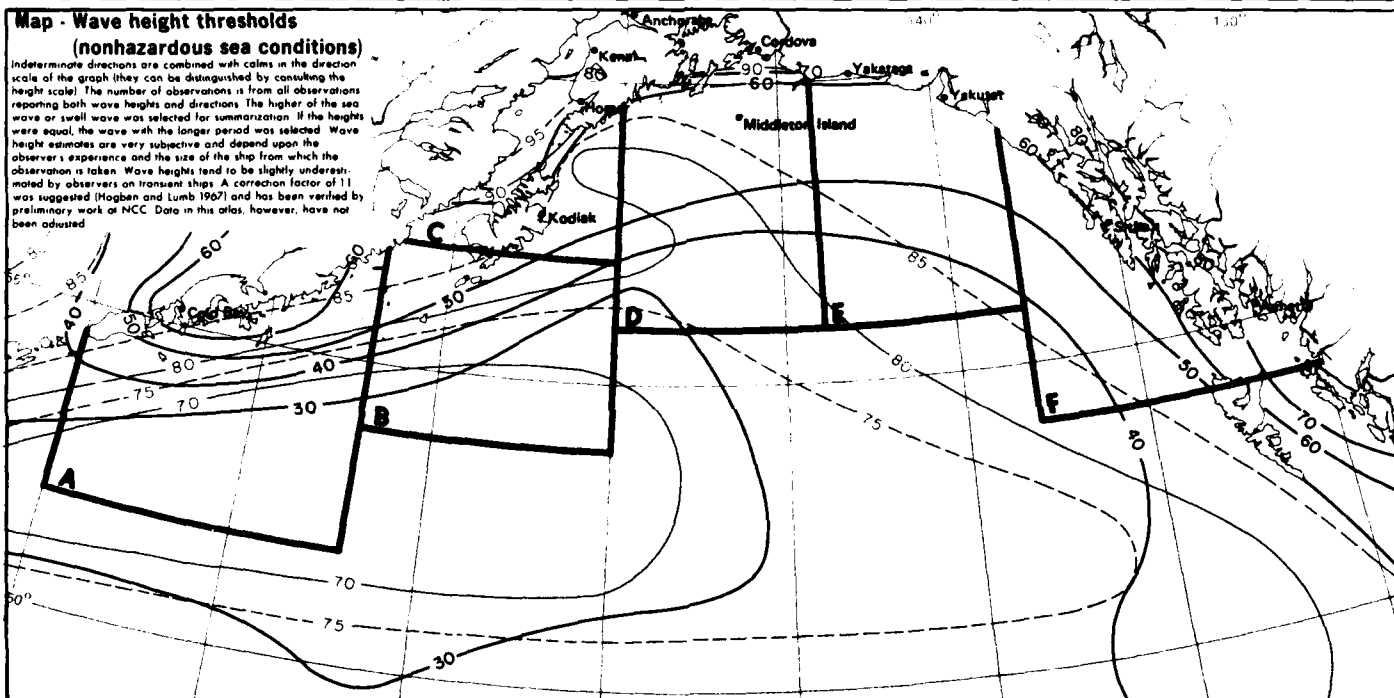 Map - Wave height thresholds
(nonhazardous sea conditions)
Indeterminate directions are combined with calms in the direction
scale of the graph (they can be distinguished by consulting the
height scale) The number of observations is from all observations
reporting both wave heights and directions The higher of the sea
wave or swell wave was selected for summarization If the heights
were equal, the wave with the longer period was selected Wave
height estimates are very subjective and depend upon the
observer s experience and the size of the ship from which the
observation is taken Wave heights tend to be slightly underesti-
mated by observers on transient ships A correction factor of 1 1
was suggested (Hogben and Lumb 1967) and has been verified by
preliminary work at NCC Data in this atlas, however, have not
been adjusted
Anchorage
Cordova
Kenai
80
90
70
60
Yakataga
Yakutat
Homer
Middleton Island
95
90
80
60
Kodiak
Sitka
C
60
60
85
85
85
50
40
50
Cold Bay
D
E
80
80
75
70
40
30
75
50
B
F
40
70
60
A
70
75
30
50°